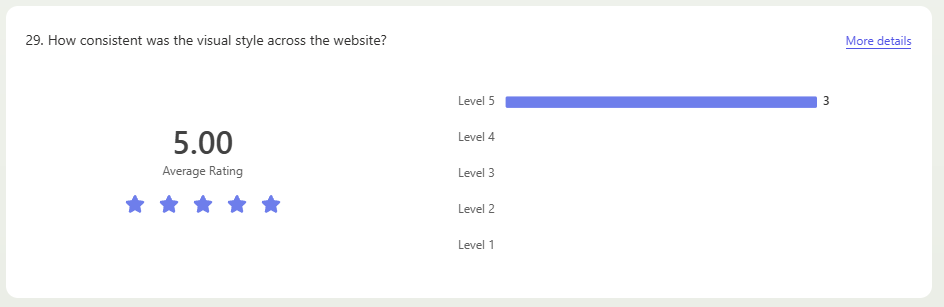 29. How consistent was the visual style across the website?
More details
5.00
Average Rating
Level 5
3
Level 4
Level 3
Level 2
Level 1